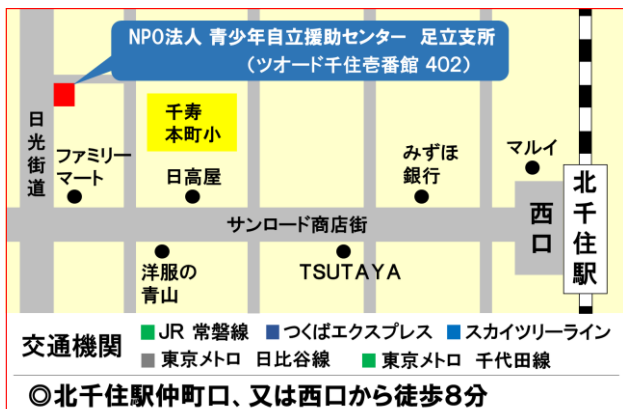 NPO法人 青少年自立援助センター 足立支所
(ツオード千住壱番館 402)
日光街道
千寿
本町小
ファミリー
マート
日高屋
みずほ
銀行
マルイ
北千住駅
西口
サンロード商店街
洋服の
青山
TSUTAYA
交通機関
JR 常磐線 つくばエクスプレス スカイツリーライン
東京メトロ 日比谷線 東京メトロ 千代田線
◎北千住駅仲町口、又は西口から徒歩8分